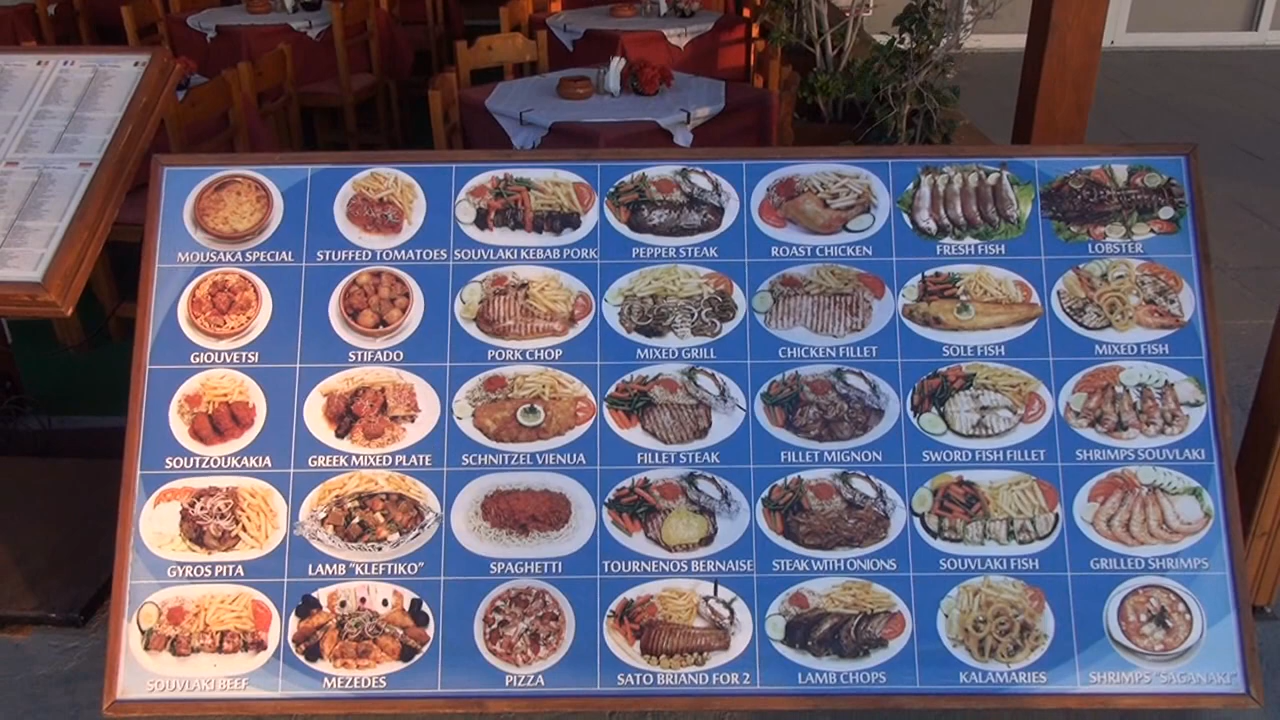 MOUSAKA SPECIAL
STUFFED TOMATOES
SOUVLAKI KEBAB PORK
PEPPER STEAK
ROAST CHICKEN
FRESH FISH
LOBSTER
GIOUVETSI
STIFADO
PORK CHOP
MIXED GRILL
CHICKEN FILLET
SOLE FISH
MIXED FISH
SOUTZOUKAKIA
GREEK MIXED PLATE
SCHNITZEL VIENUA
FILLET STEAK
FILLET MIGNON
SWORD FISH FILLET
SHRIMPS SOUVLAKI
GYROS PITA
LAMB "KLEFTIKO"
SPAGHETTI
TOURNENOS BERNAISE
STEAK WITH ONIONS
SOUVLAKI FISH
GRILLED SHRIMPS
SOUVLAKI BEEF
MEZEDES
PIZZA
SATO BRIAND FOR 2
LAMB CHOPS
KALAMARIES
SHRIMPS "SAGANAKI"